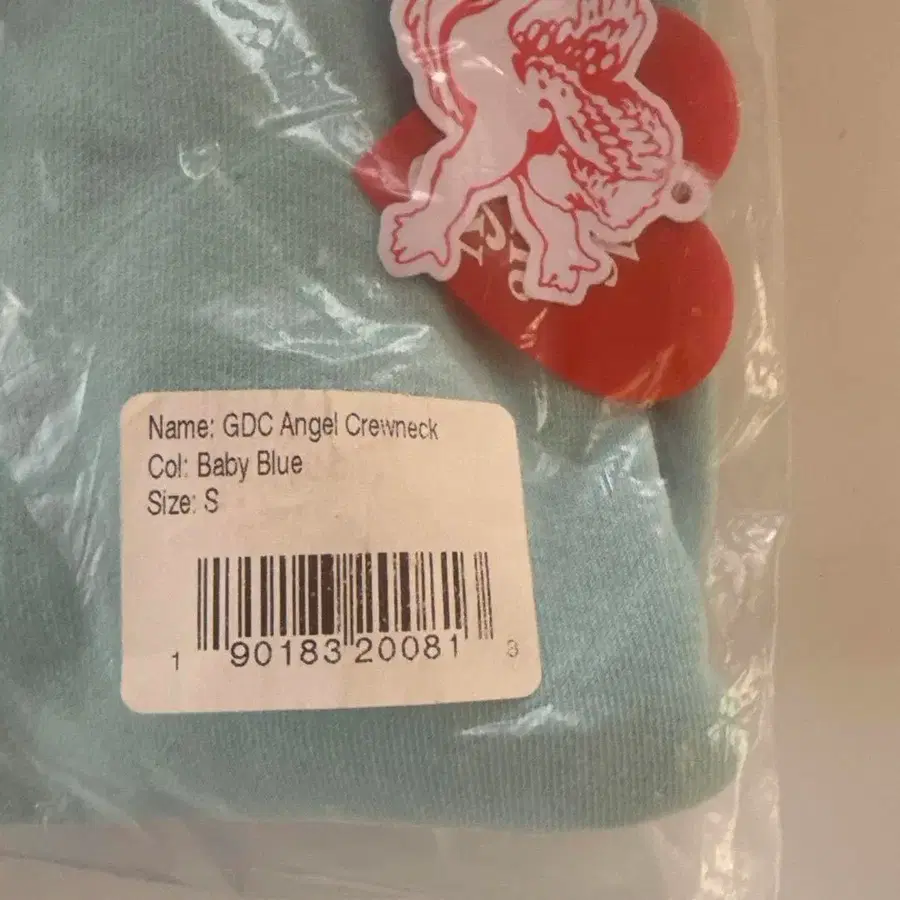 Name: GDC Angel Crewneck
Col: Baby Blue
Size: S
1 90183 20081 3